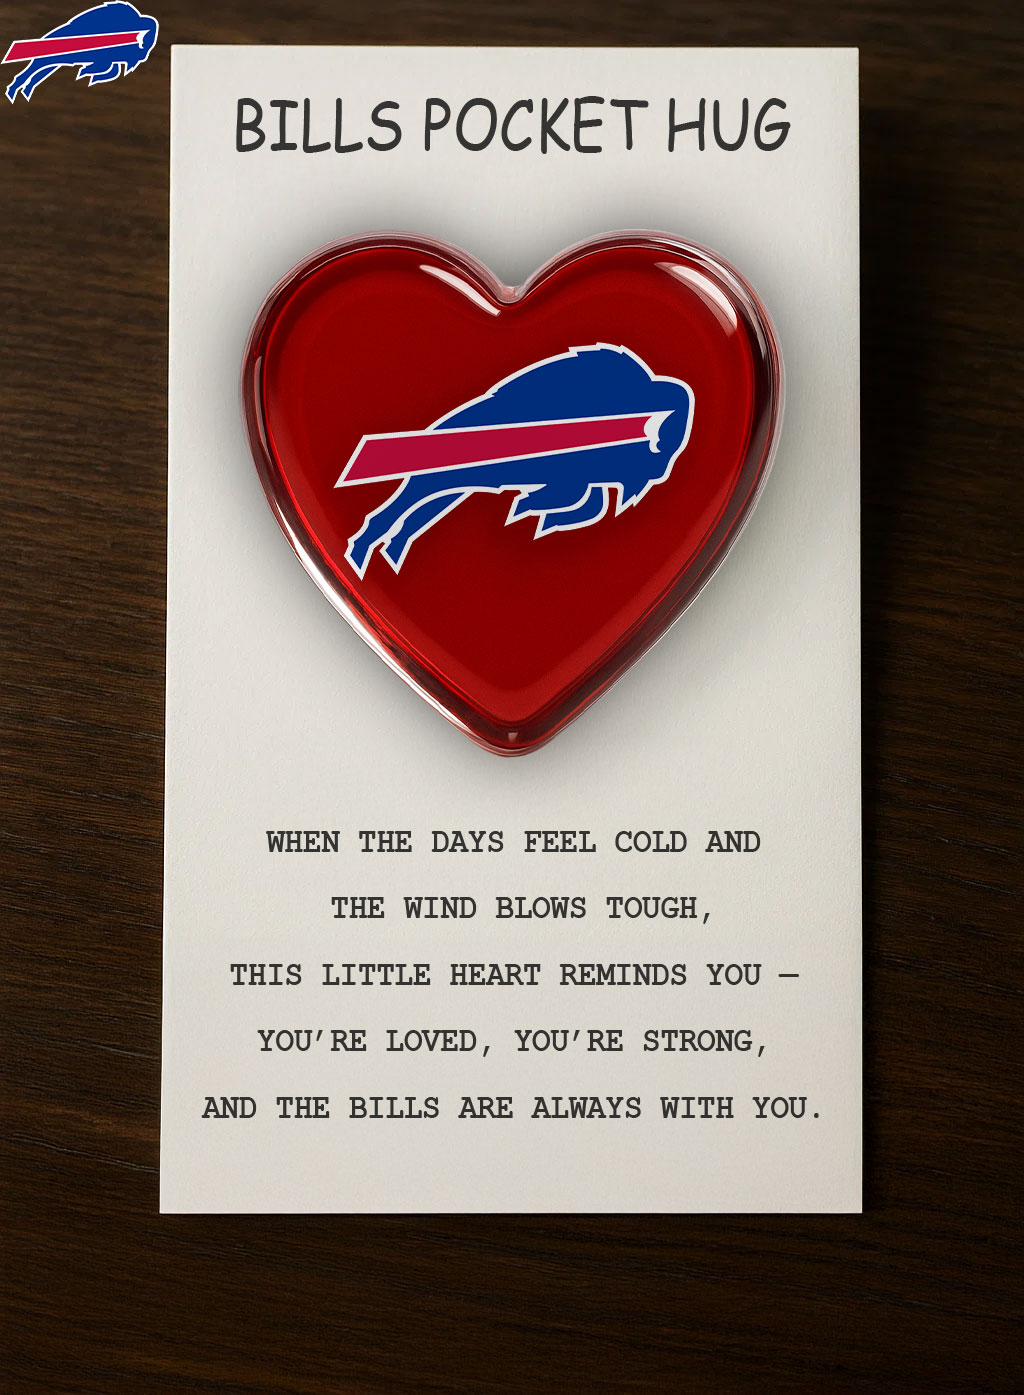 BILLS POCKET HUG
WHEN THE DAYS FEEL COLD AND
THE WIND BLOWS TOUGH,
THIS LITTLE HEART REMINDS YOU —
YOU’RE LOVED, YOU’RE STRONG,
AND THE BILLS ARE ALWAYS WITH YOU.